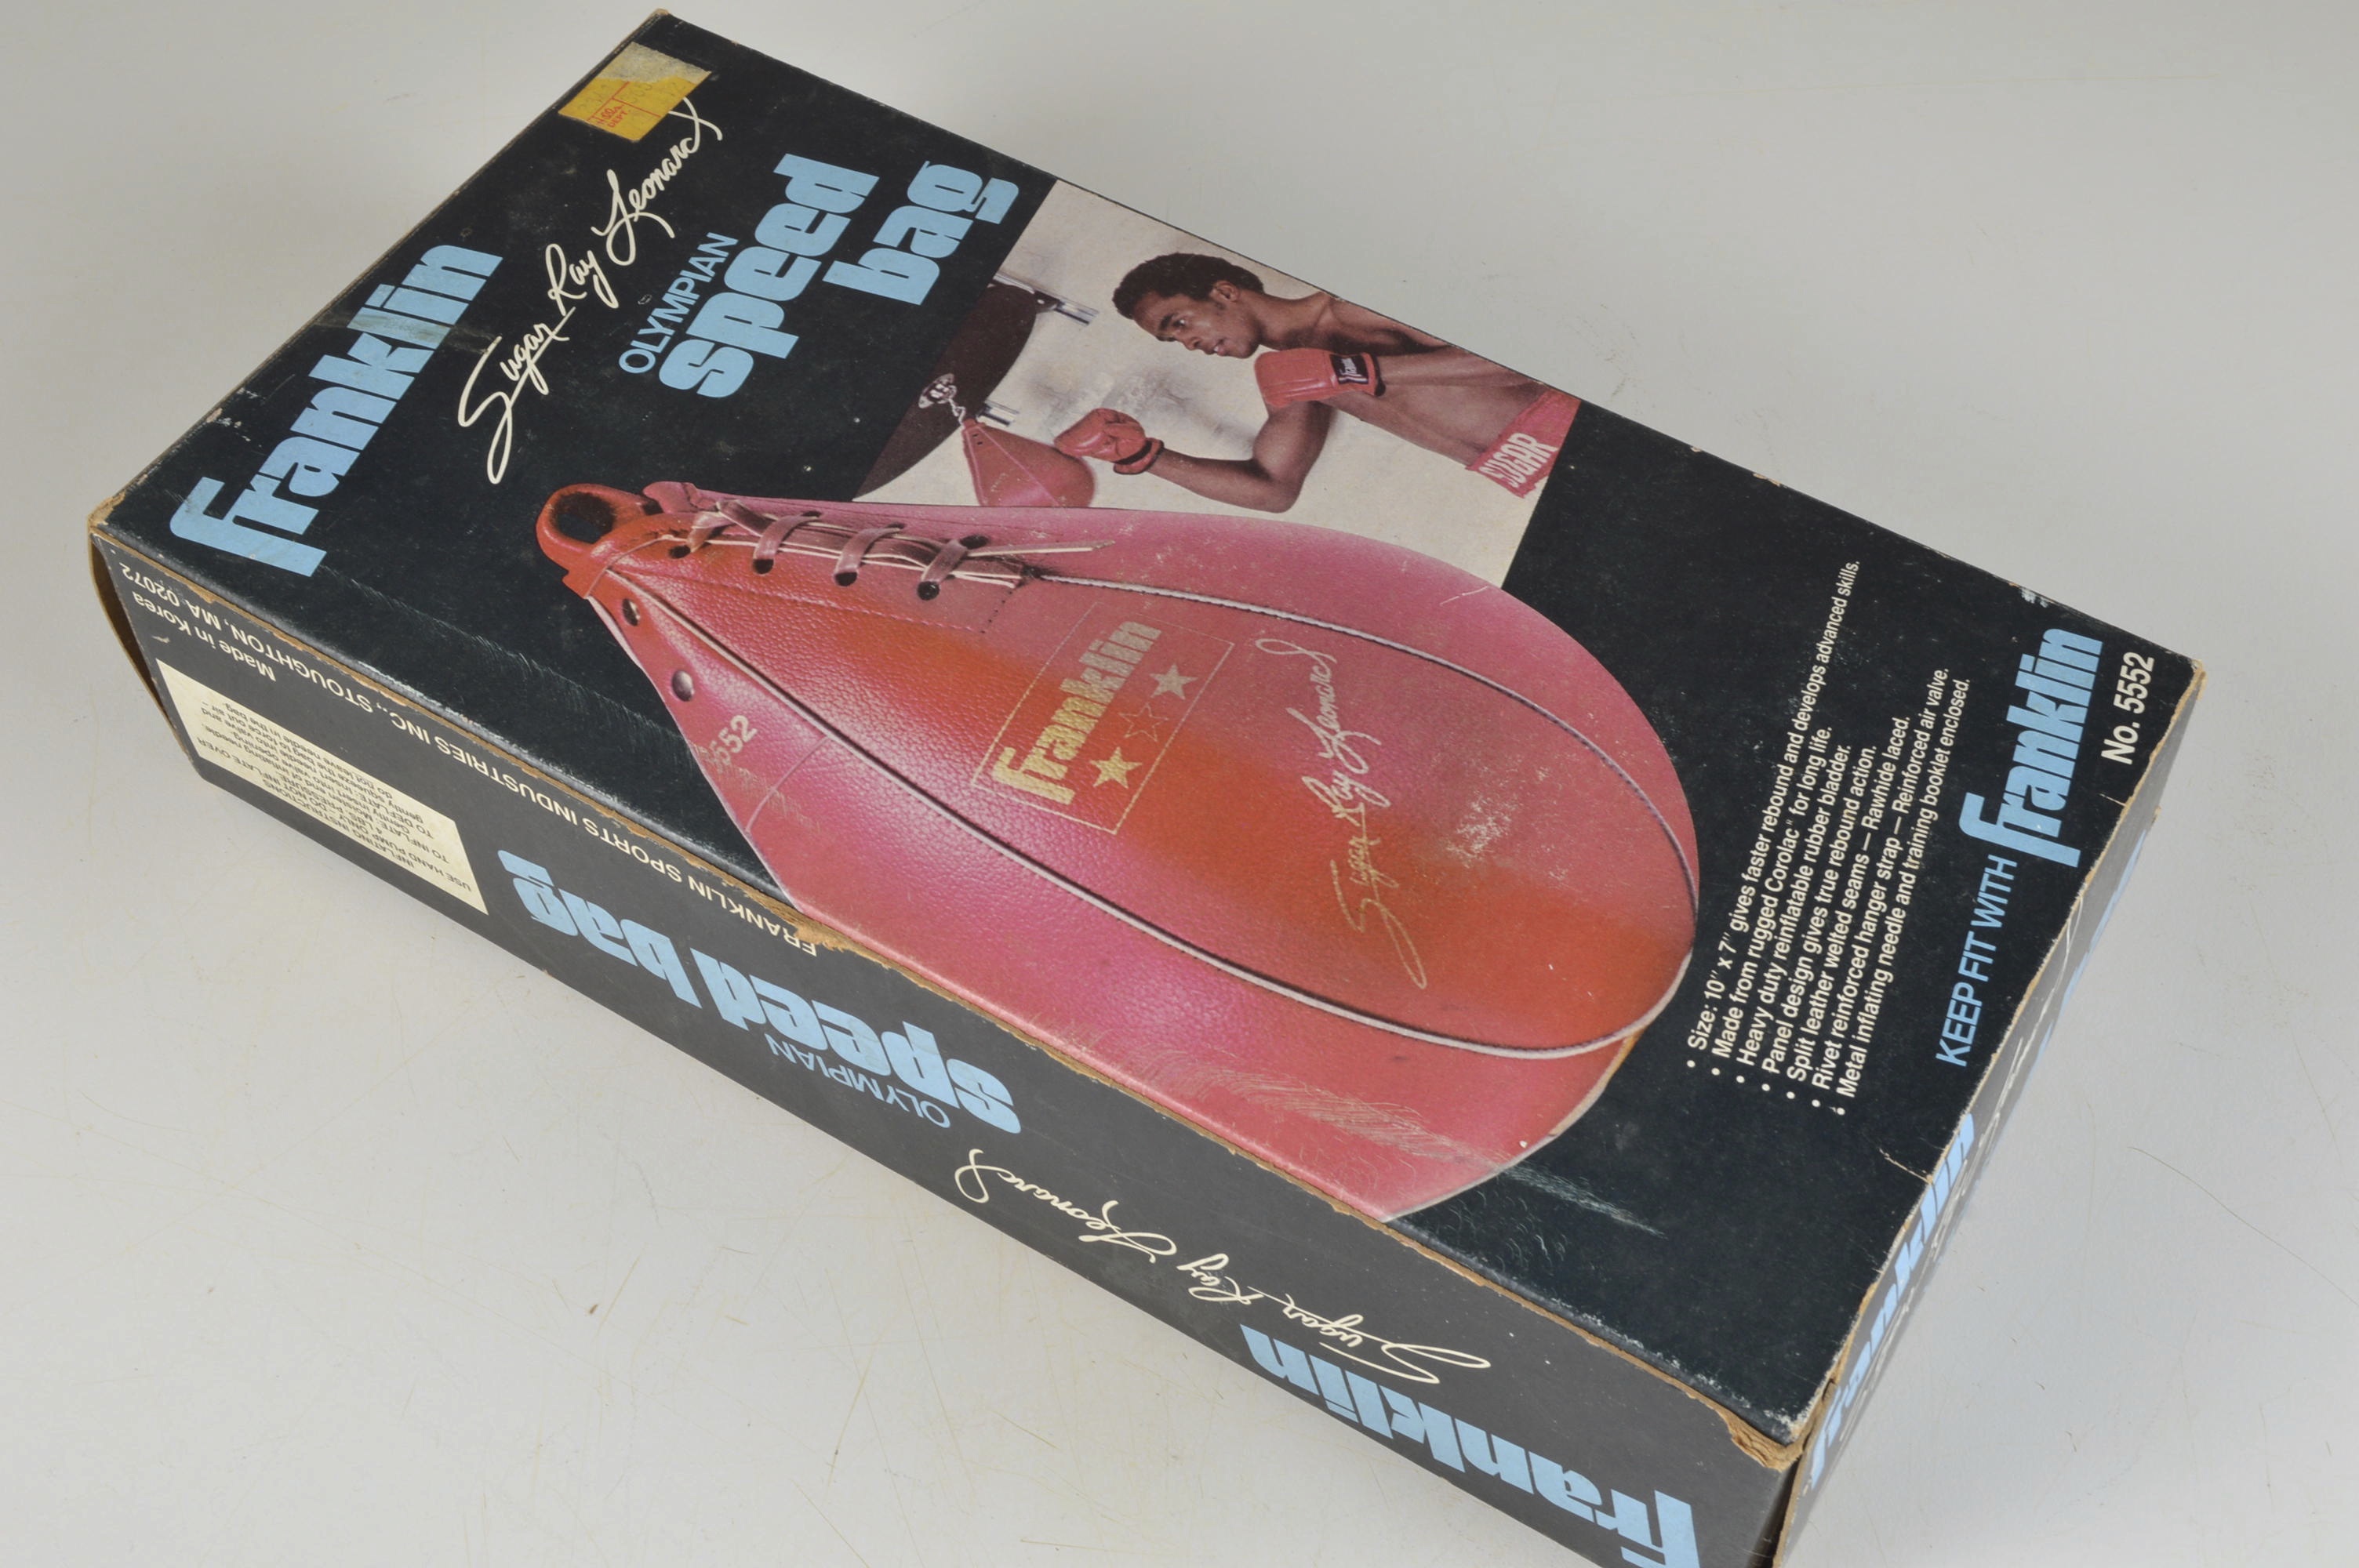 Franklin
Sugar Ray Leonard
OLYMPIAN
speed
bag
DEPT
"SUGAR
5552
Franklin
Sugar Ray Leonard
• Size: 10" x 7" gives faster rebound and develops advanced skills.
• Made from rugged Corolac® for long life.
• Heavy duty reinflatable rubber bladder.
• Panel design gives true rebound action.
• Split leather welted seams — Rawhide laced.
• Rivet reinforced hanger strap — Reinforced air valve.
• Metal inflating needle and training booklet enclosed.
KEEP FIT WITH
Franklin
No. 5552
Franklin
Sugar Ray Leonard
OLYMPIAN
speed bag
FRANKLIN SPORTS INDUSTRIES INC., STOUGHTON, MA. 02072
Made in Korea
Franklin